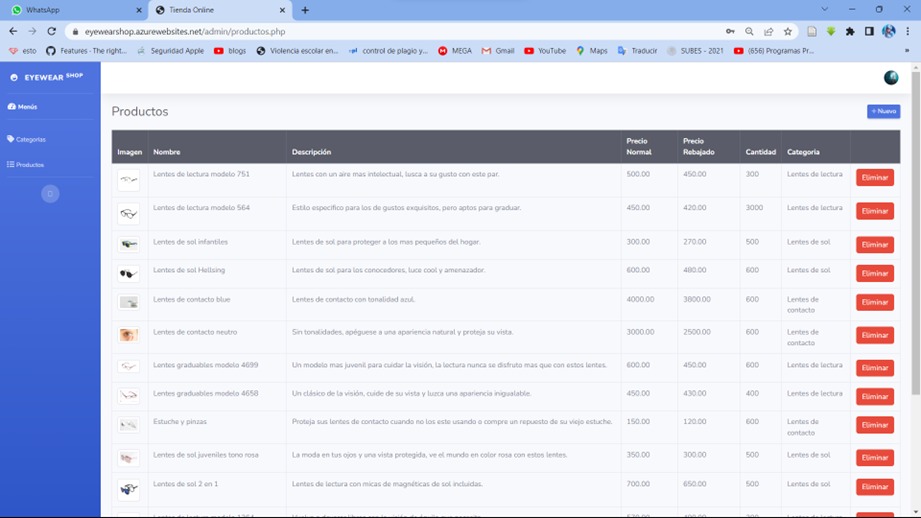 WhatsApp
Tienda Online
eyewearshop.azurewebsites.net/admin/productos.php
esto
Features · The right...
Seguridad Apple
blogs
Violencia escolar en...
control de plagio y...
MEGA
Gmail
YouTube
Maps
Traducir
SUBES - 2021
(656) Programas Pr...
»
EYEWEAR SHOP
Menús
Categorias
Productos
Productos
+ Nuevo
Imagen Nombre Descripción Precio Normal Precio Rebajado Cantidad Categoria
Lentes de lectura modelo 751 Lentes con un aire mas intelectual, lusca a su gusto con este par. 500.00 450.00 300 Lentes de lectura Eliminar
Lentes de lectura modelo 564 Estilo especifico para los de gustos exquisitos, pero aptos para graduar. 450.00 420.00 3000 Lentes de lectura Eliminar
Lentes de sol infantiles Lentes de sol para proteger a los mas pequeños del hogar. 300.00 270.00 500 Lentes de sol Eliminar
Lentes de sol Hellsing Lentes de sol para los conocedores, luce cool y amenazador. 600.00 480.00 600 Lentes de sol Eliminar
Lentes de contacto blue Lentes de contacto con tonalidad azul. 4000.00 3800.00 600 Lentes de contacto Eliminar
Lentes de contacto neutro Sin tonalidades, apéguese a una apariencia natural y proteja su vista. 3000.00 2500.00 600 Lentes de contacto Eliminar
Lentes graduables modelo 4699 Un modelo mas juvenil para cuidar la visión, la lectura nunca se disfruto mas que con estos lentes. 600.00 450.00 600 Lentes de lectura Eliminar
Lentes graduables modelo 4658 Un clásico de la visión, cuide de su vista y luzca una apariencia inigualable. 450.00 430.00 400 Lentes de lectura Eliminar
Estuche y pinzas Proteja sus lentes de contacto cuando no los este usando o compre un repuesto de su viejo estuche. 150.00 120.00 600 Lentes de contacto Eliminar
Lentes de sol juveniles tono rosa La moda en tus ojos y una vista protegida, ve el mundo en color rosa con estos lentes. 350.00 300.00 500 Lentes de sol Eliminar
Lentes de sol 2 en 1 Lentes de lectura con micas de magnéticas de sol incluidas. 700.00 650.00 500 Lentes de sol Eliminar